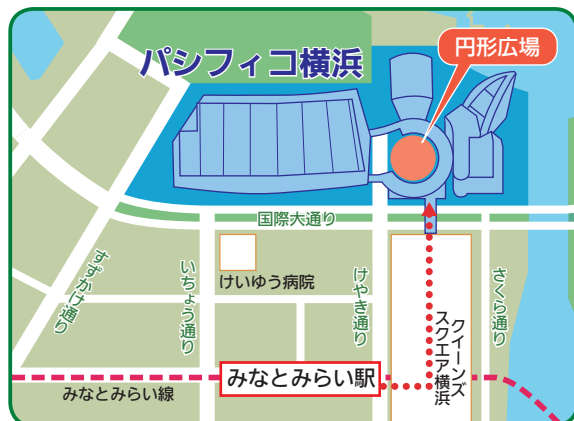 パシフィコ横浜
円形広場
国際大通り
けいゆう病院
すずかけ通り
いちょう通り
けやき通り
さくら通り
クイーンズ
スクエア横浜
みなとみらい駅
みなとみらい線